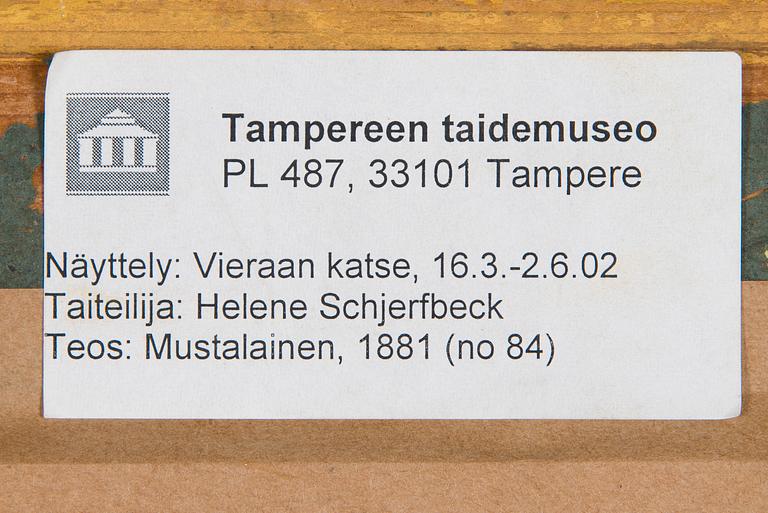 Tampereen taidemuseo
PL 487, 33101 Tampere
Näyttely: Vieraan katse, 16.3.-2.6.02
Taiteilija: Helene Schjerfbeck
Teos: Mustalainen, 1881 (no 84)